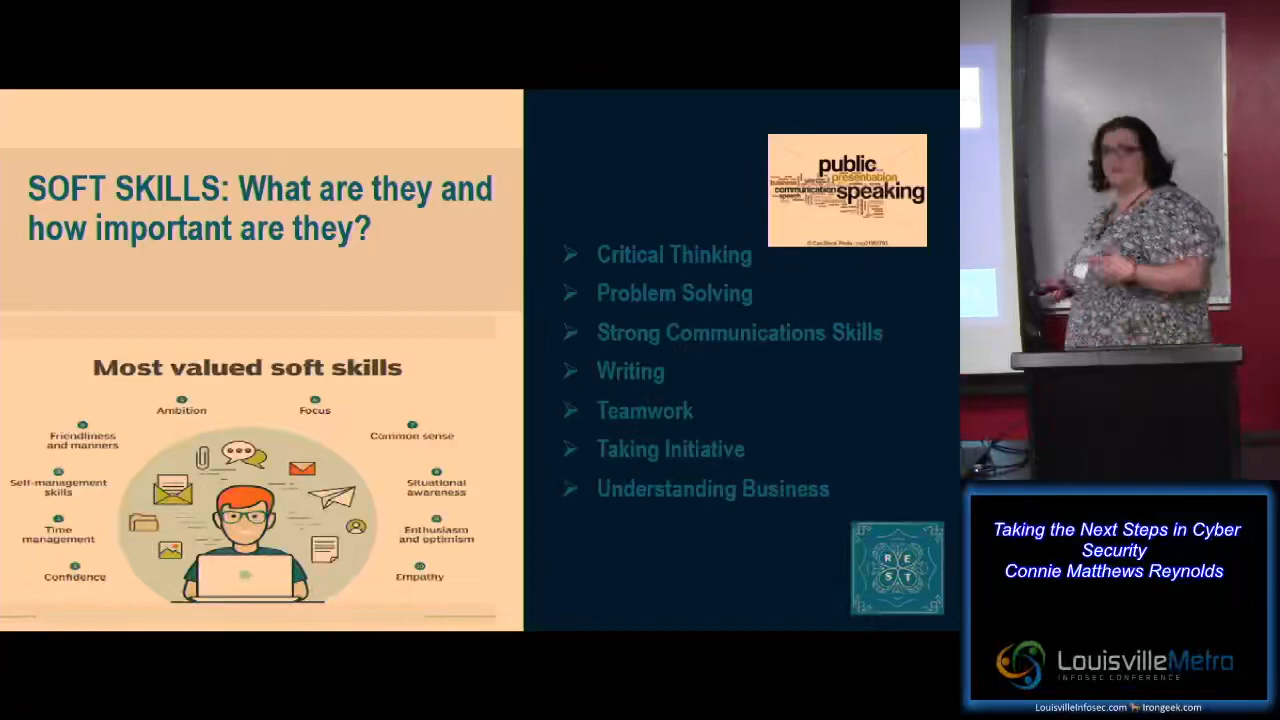 SOFT SKILLS: What are they and
how important are they?
Most valued soft skills
Ambition
Focus
Friendliness
and manners
Common sense
Self-management
skills
Situational
awareness
Time
management
Enthusiasm
and optimism
Confidence
Empathy
public
presentation
communication
speaking
speech
Critical Thinking
Problem Solving
Strong Communications Skills
Writing
Teamwork
Taking Initiative
Understanding Business
R E
S T
Taking the Next Steps in Cyber
Security
Connie Matthews Reynolds
LouisvilleMetro
INFOSEC CONFERENCE
LouisvilleInfosec.com Irongeek.com